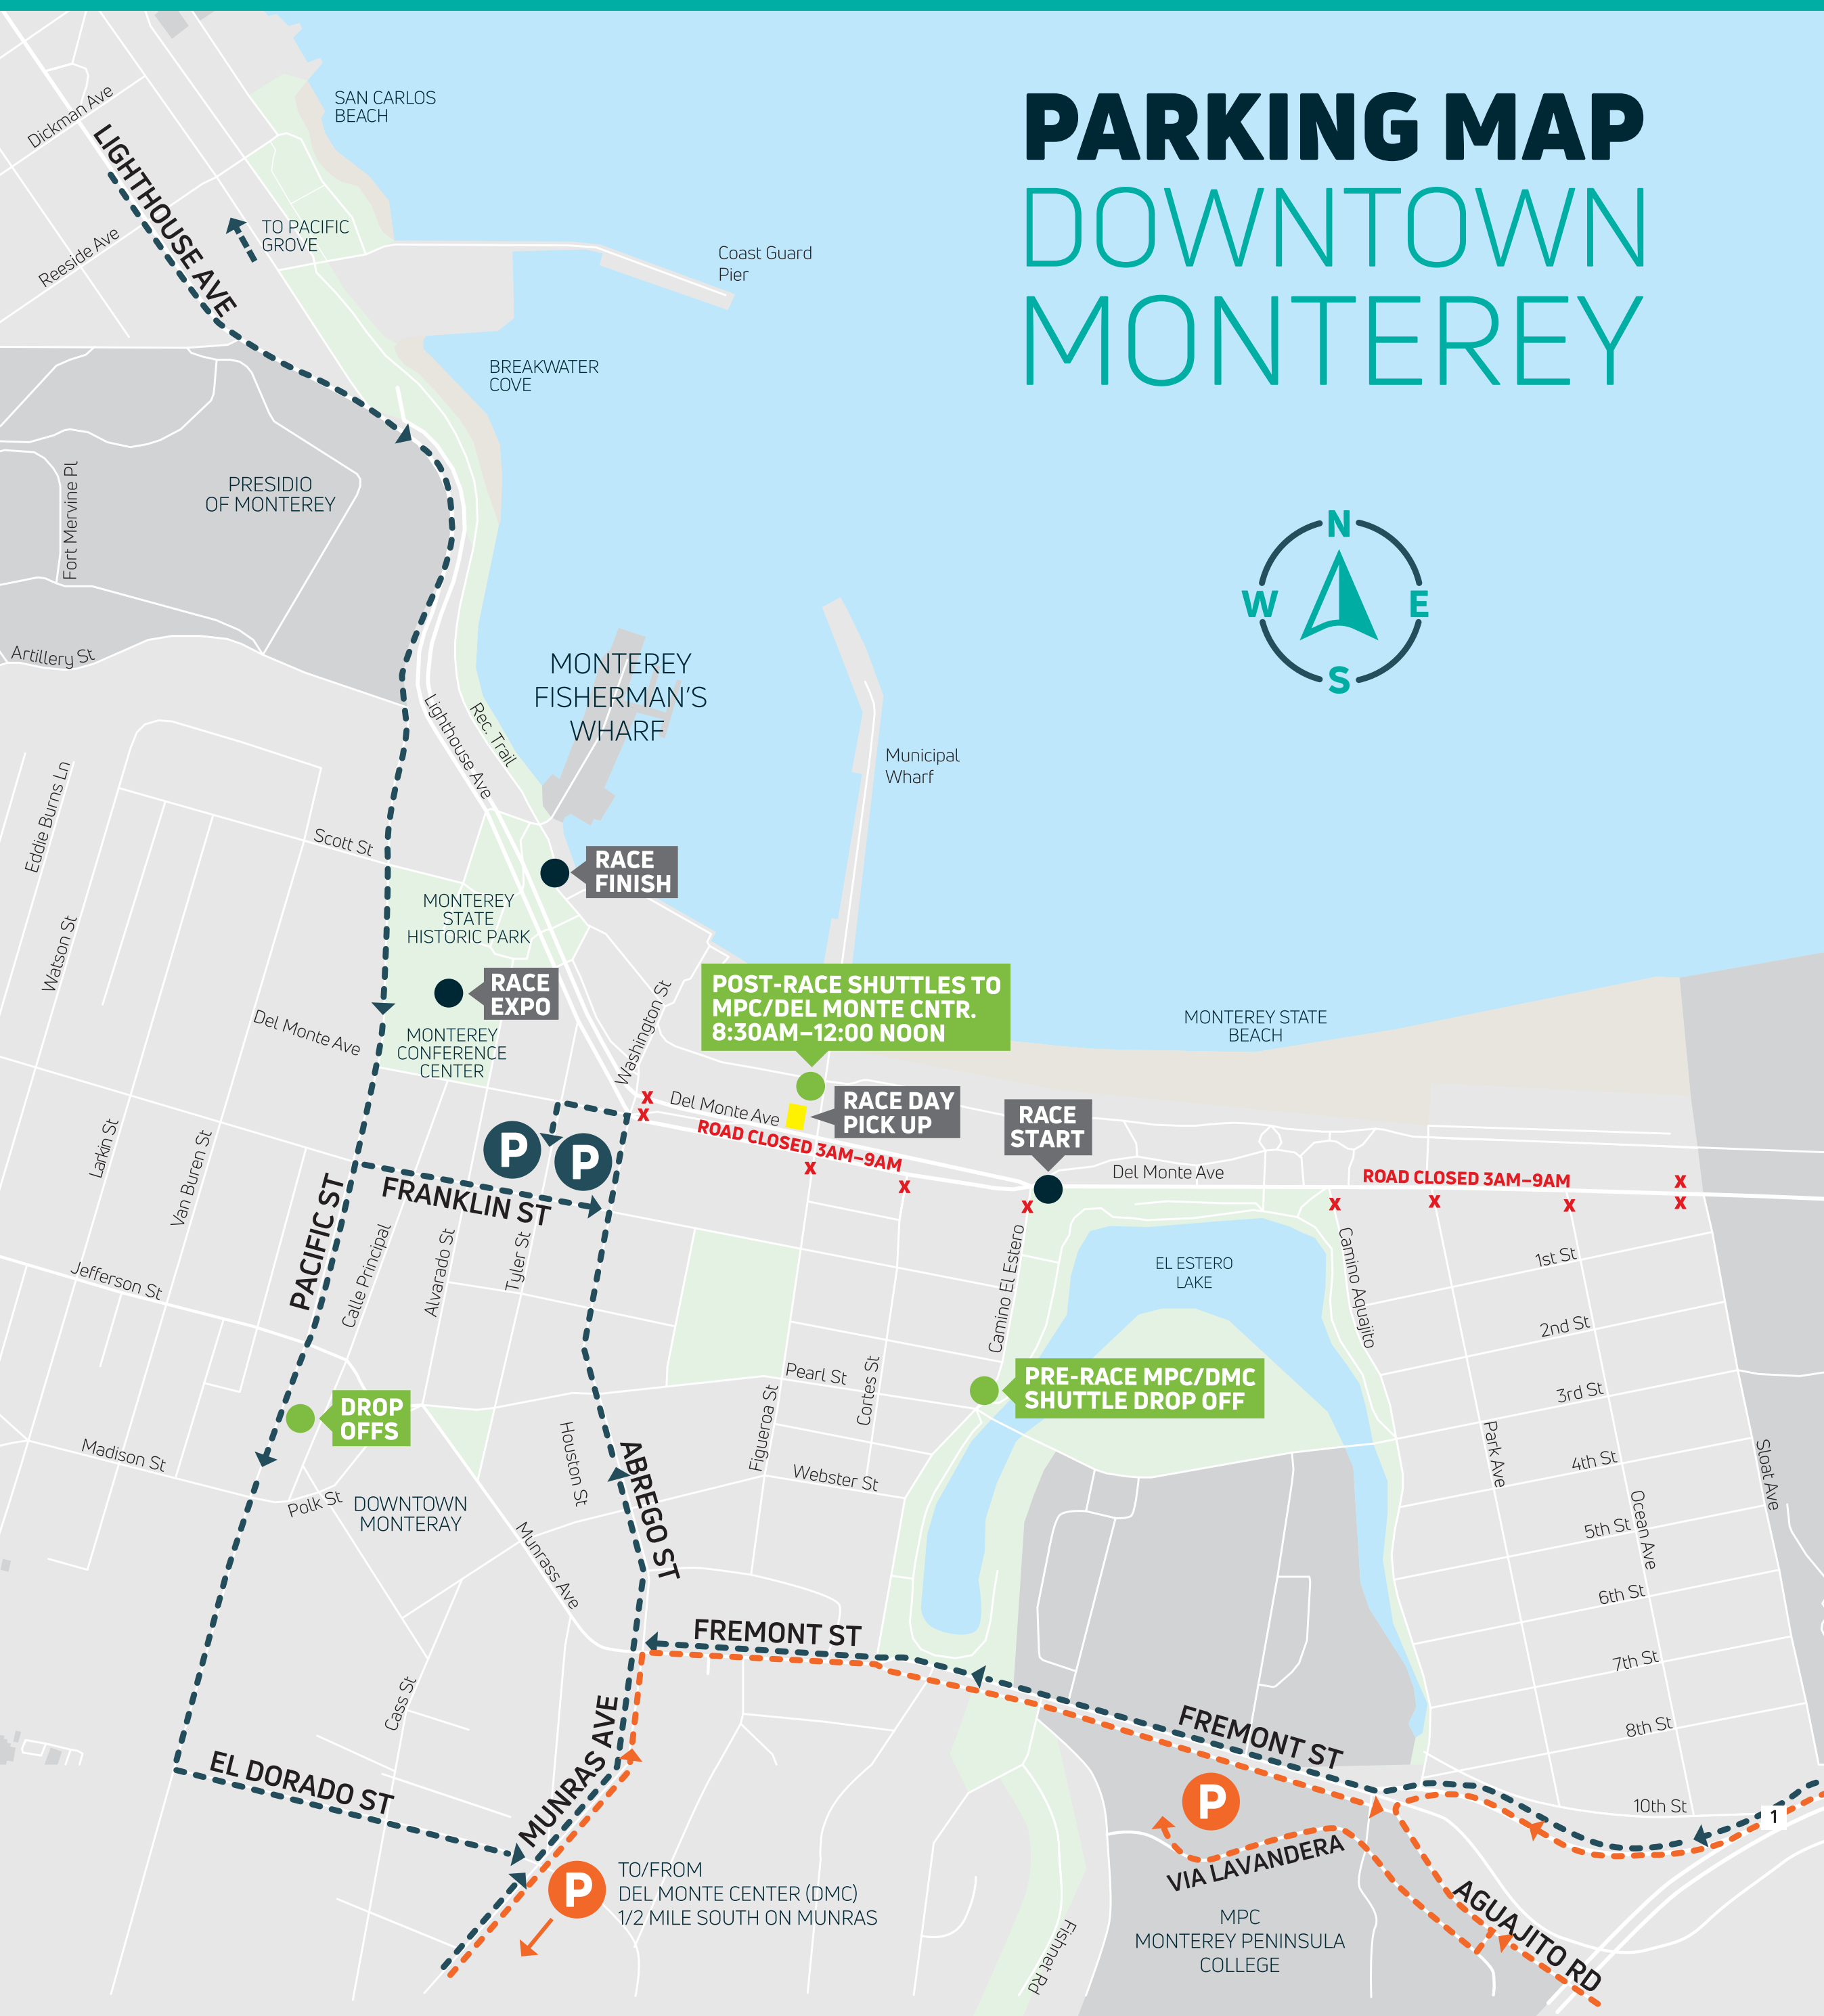 PARKING MAP
DOWNTOWN
MONTEREY
SAN CARLOS
BEACH
Dickman Ave
LIGHTHOUSE AVE
TO PACIFIC
GROVE
Reeside Ave
Coast Guard
Pier
BREAKWATER
COVE
PRESIDIO
OF MONTEREY
Fort Mervine Pl
N
W
E
S
Artillery St
MONTEREY
FISHERMAN'S
WHARF
Rec. Trail
Lighthouse Ave
Municipal
Wharf
Eddie Burns Ln
Scott St
RACE
FINISH
MONTEREY
STATE
HISTORIC PARK
Watson St
RACE
EXPO
Washington St
POST-RACE SHUTTLES TO
MPC/DEL MONTE CNTR.
8:30AM–12:00 NOON
MONTEREY STATE
BEACH
Del Monte Ave
MONTEREY
CONFERENCE
CENTER
x
x
Del Monte Ave
RACE DAY
PICK UP
RACE
START
ROAD CLOSED 3AM–9AM
x
x
x
P
P
Larkin St
Van Buren St
Del Monte Ave
ROAD CLOSED 3AM–9AM
x
x
x
x
x
PACIFIC ST
FRANKLIN ST
Calle Principal
Alvarado St
Tyler St
Jefferson St
Camino El Estero
EL ESTERO
LAKE
Camino Aquajito
1st St
2nd St
3rd St
4th St
5th St
6th St
7th St
8th St
10th St
Park Ave
Ocean Ave
Sloat Ave
Pearl St
Cortes St
Figueroa St
Webster St
PRE-RACE MPC/DMC
SHUTTLE DROP OFF
DROP
OFFS
Madison St
Polk St
DOWNTOWN
MONTERAY
Houston St
ABREGO ST
Munrass Ave
FREMONT ST
Cass St
MUNRAS AVE
EL DORADO ST
FREMONT ST
P
VIA LAVANDERA
1
AGUAJITO RD
P
TO/FROM
DEL MONTE CENTER (DMC)
1/2 MILE SOUTH ON MUNRAS
Fishnet Rd
MPC
MONTEREY PENINSULA
COLLEGE